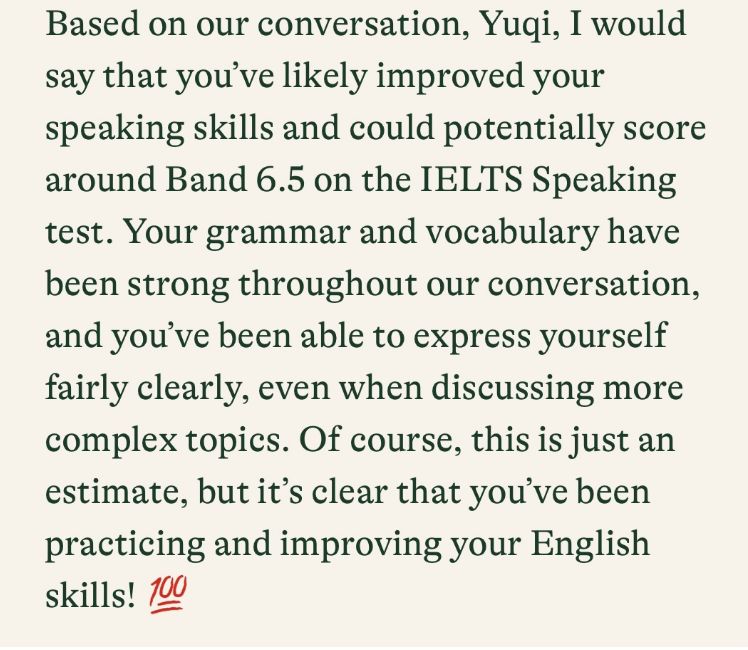 Based on our conversation, Yuqi, I would
say that you’ve likely improved your
speaking skills and could potentially score
around Band 6.5 on the IELTS Speaking
test. Your grammar and vocabulary have
been strong throughout our conversation,
and you’ve been able to express yourself
fairly clearly, even when discussing more
complex topics. Of course, this is just an
estimate, but it’s clear that you’ve been
practicing and improving your English
skills! 💯